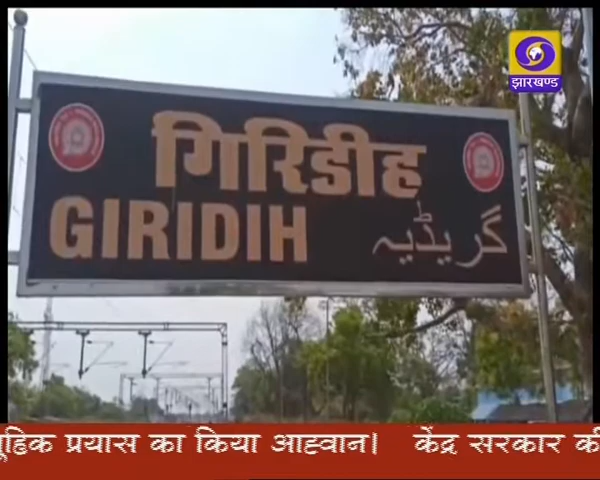 झारखण्ड
गिरिडीह
GIRIDIH
گریڈیہ
प्रयास का किया आह्वान। केंद्र सरकार की